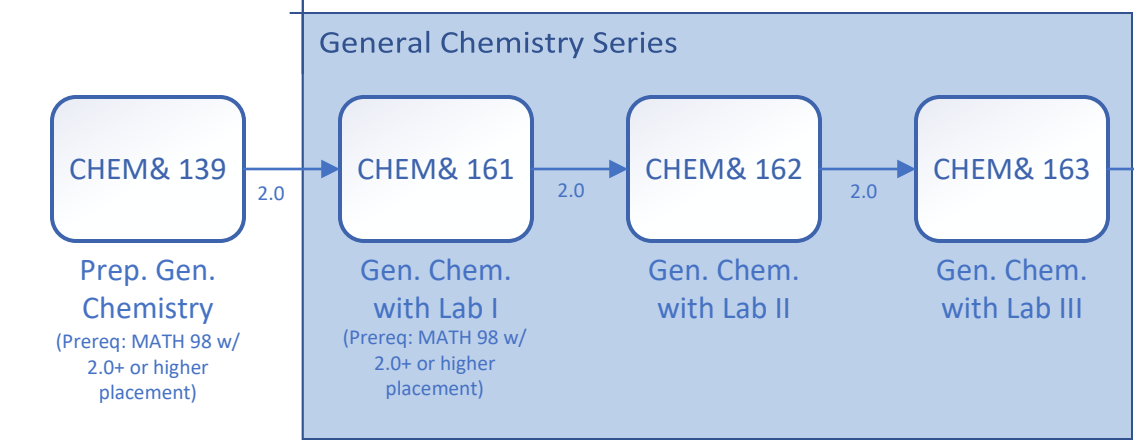 General Chemistry Series
CHEM& 139
2.0
CHEM& 161
2.0
CHEM& 162
2.0
CHEM& 163
Prep. Gen.
Chemistry
(Prereq: MATH 98 w/
2.0+ or higher
placement)
Gen. Chem.
with Lab I
(Prereq: MATH 98 w/
2.0+ or higher
placement)
Gen. Chem.
with Lab II
Gen. Chem.
with Lab III